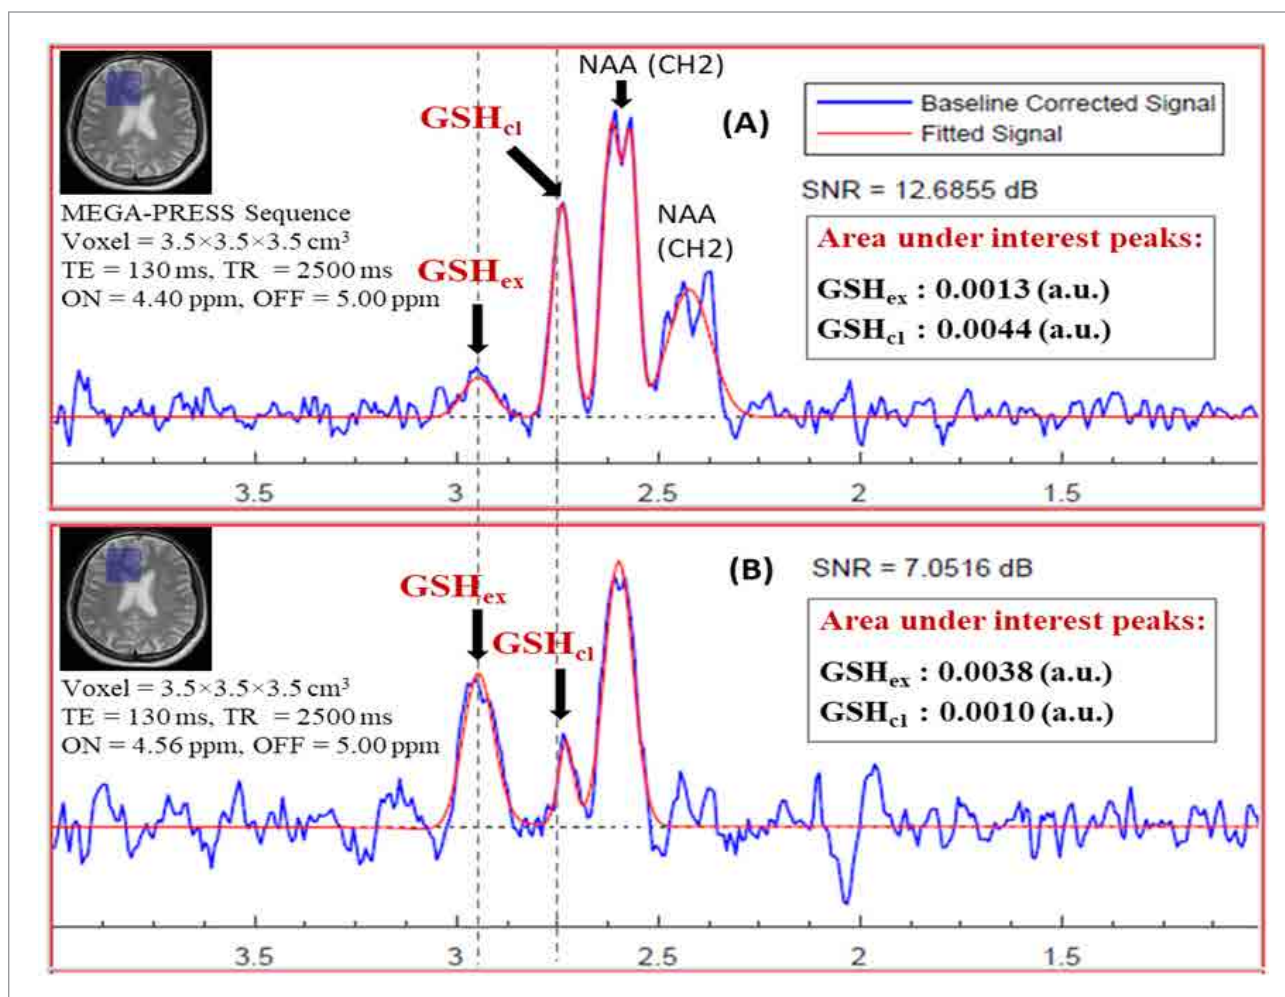 NAA (CH2)
GSHcl
(A)
Baseline Corrected Signal
Fitted Signal
SNR = 12.6855 dB
MEGA-PRESS Sequence
Voxel = 3.5×3.5×3.5 cm³
TE = 130 ms, TR = 2500 ms
ON = 4.40 ppm, OFF = 5.00 ppm
GSHex
NAA
(CH2)
Area under interest peaks:
GSHex : 0.0013 (a.u.)
GSHcl : 0.0044 (a.u.)
3.5 3 2.5 2 1.5
(B)
SNR = 7.0516 dB
GSHex
GSHcl
Voxel = 3.5×3.5×3.5 cm³
TE = 130 ms, TR = 2500 ms
ON = 4.56 ppm, OFF = 5.00 ppm
Area under interest peaks:
GSHex : 0.0038 (a.u.)
GSHcl : 0.0010 (a.u.)
3.5 3 2.5 2 1.5